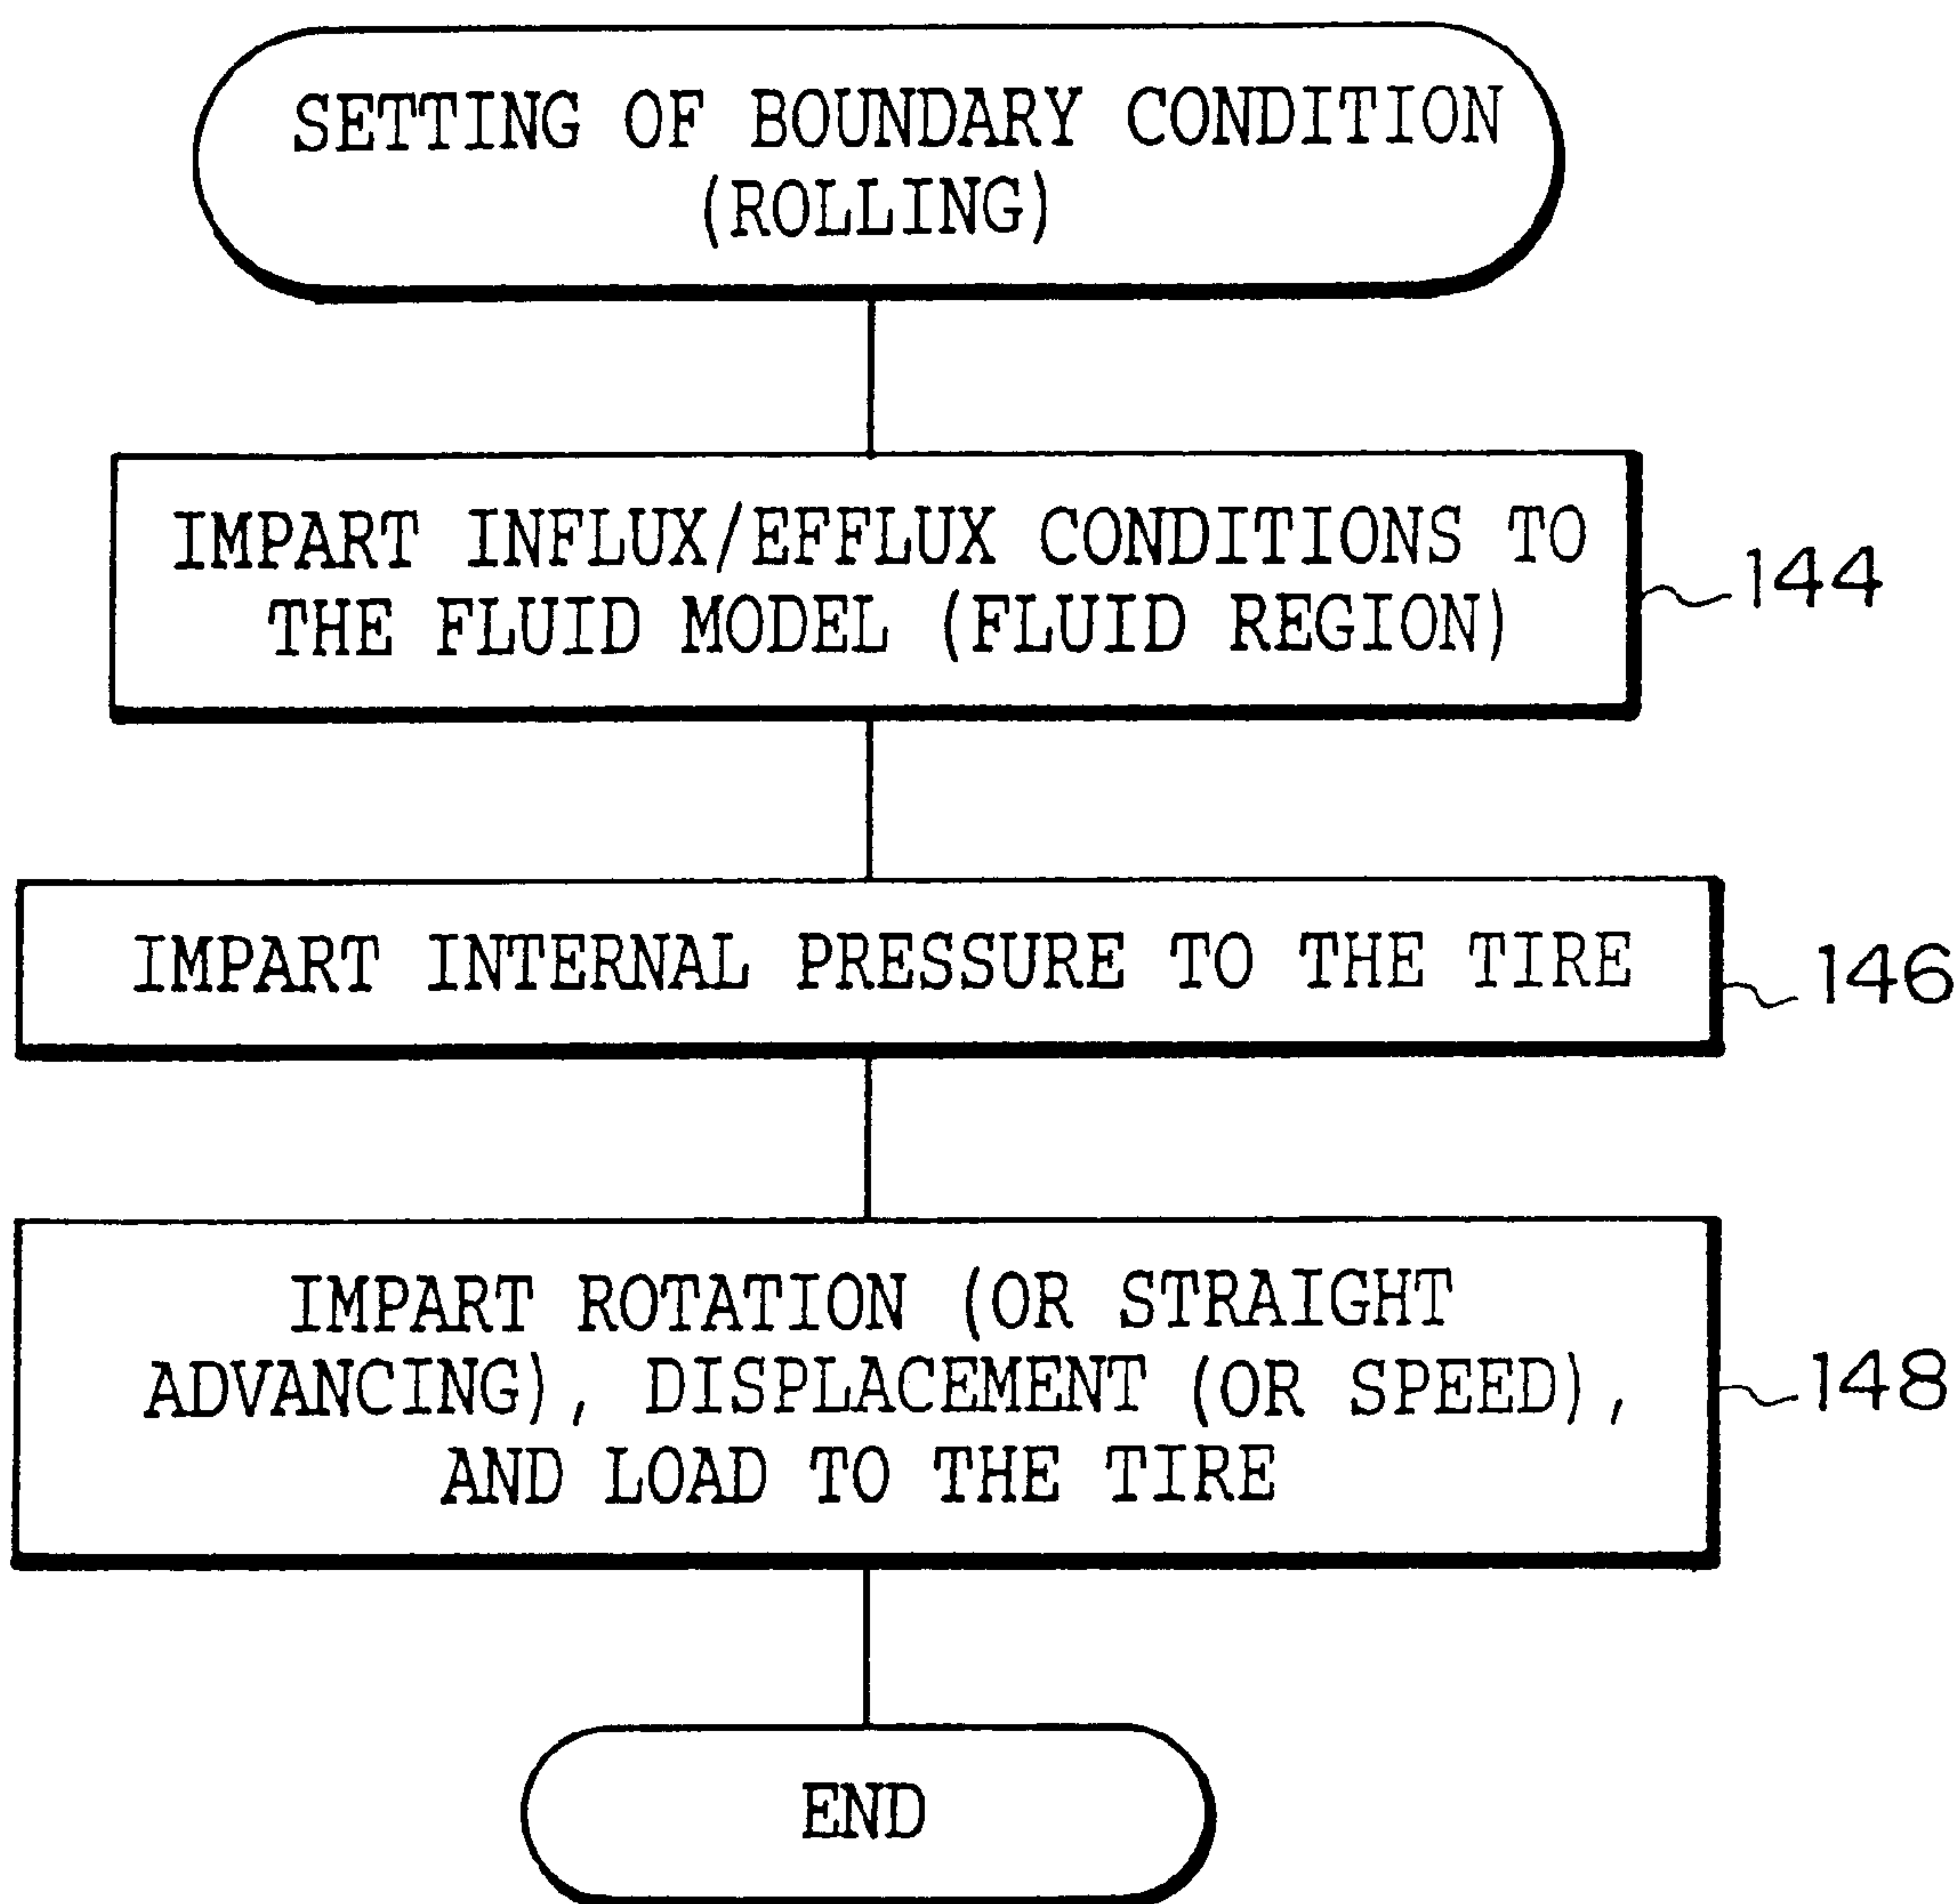 SETTING OF BOUNDARY CONDITION
(ROLLING)
IMPART INFLUX/EFFLUX CONDITIONS TO
THE FLUID MODEL (FLUID REGION)
144
IMPART INTERNAL PRESSURE TO THE TIRE
146
IMPART ROTATION (OR STRAIGHT
ADVANCING), DISPLACEMENT (OR SPEED),
AND LOAD TO THE TIRE
148
END